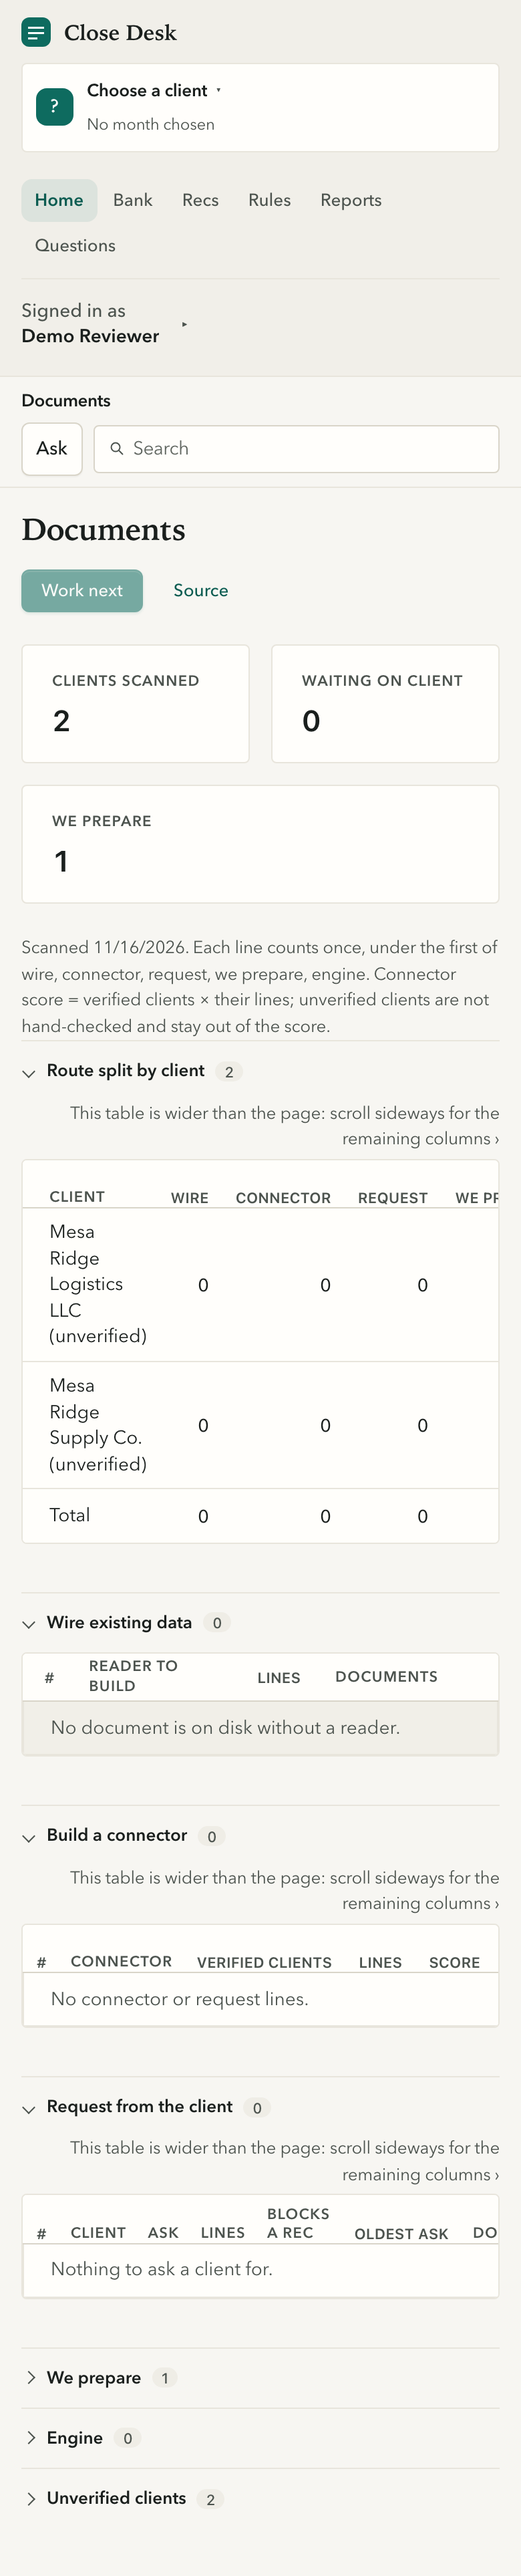 Close Desk
?
Choose a client
No month chosen
Home
Bank
Recs
Rules
Reports
Questions
Signed in as
Demo Reviewer
Documents
Ask
Search
Documents
Work next
Source
CLIENTS SCANNED
2
WAITING ON CLIENT
0
WE PREPARE
1
Scanned 11/16/2026. Each line counts once, under the first of
wire, connector, request, we prepare, engine. Connector
score = verified clients × their lines; unverified clients are not
hand-checked and stay out of the score.
Route split by client 2
This table is wider than the page: scroll sideways for the
remaining columns ›
CLIENT WIRE CONNECTOR REQUEST WE PR
Mesa
Ridge
Logistics
LLC
(unverified)
0 0 0
Mesa
Ridge
Supply Co.
(unverified)
0 0 0
Total 0 0 0
Wire existing data 0
# READER TO
BUILD
LINES DOCUMENTS
No document is on disk without a reader.
Build a connector 0
This table is wider than the page: scroll sideways for the
remaining columns ›
# CONNECTOR VERIFIED CLIENTS LINES SCORE
No connector or request lines.
Request from the client 0
This table is wider than the page: scroll sideways for the
remaining columns ›
# CLIENT ASK LINES BLOCKS
A REC
OLDEST ASK DO
Nothing to ask a client for.
We prepare 1
Engine 0
Unverified clients 2